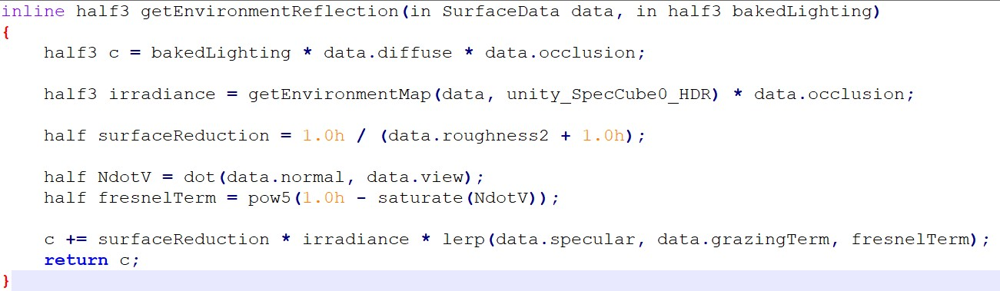 inline half3 getEnvironmentReflection(in SurfaceData data, in half3 bakedLighting)
{
    half3 c = bakedLighting * data.diffuse * data.occlusion;

    half3 irradiance = getEnvironmentMap(data, unity_SpecCube0_HDR) * data.occlusion;

    half surfaceReduction = 1.0h / (data.roughness2 + 1.0h);

    half NdotV = dot(data.normal, data.view);
    half fresnelTerm = pow5(1.0h - saturate(NdotV));

    c += surfaceReduction * irradiance * lerp(data.specular, data.grazingTerm, fresnelTerm);
    return c;
}